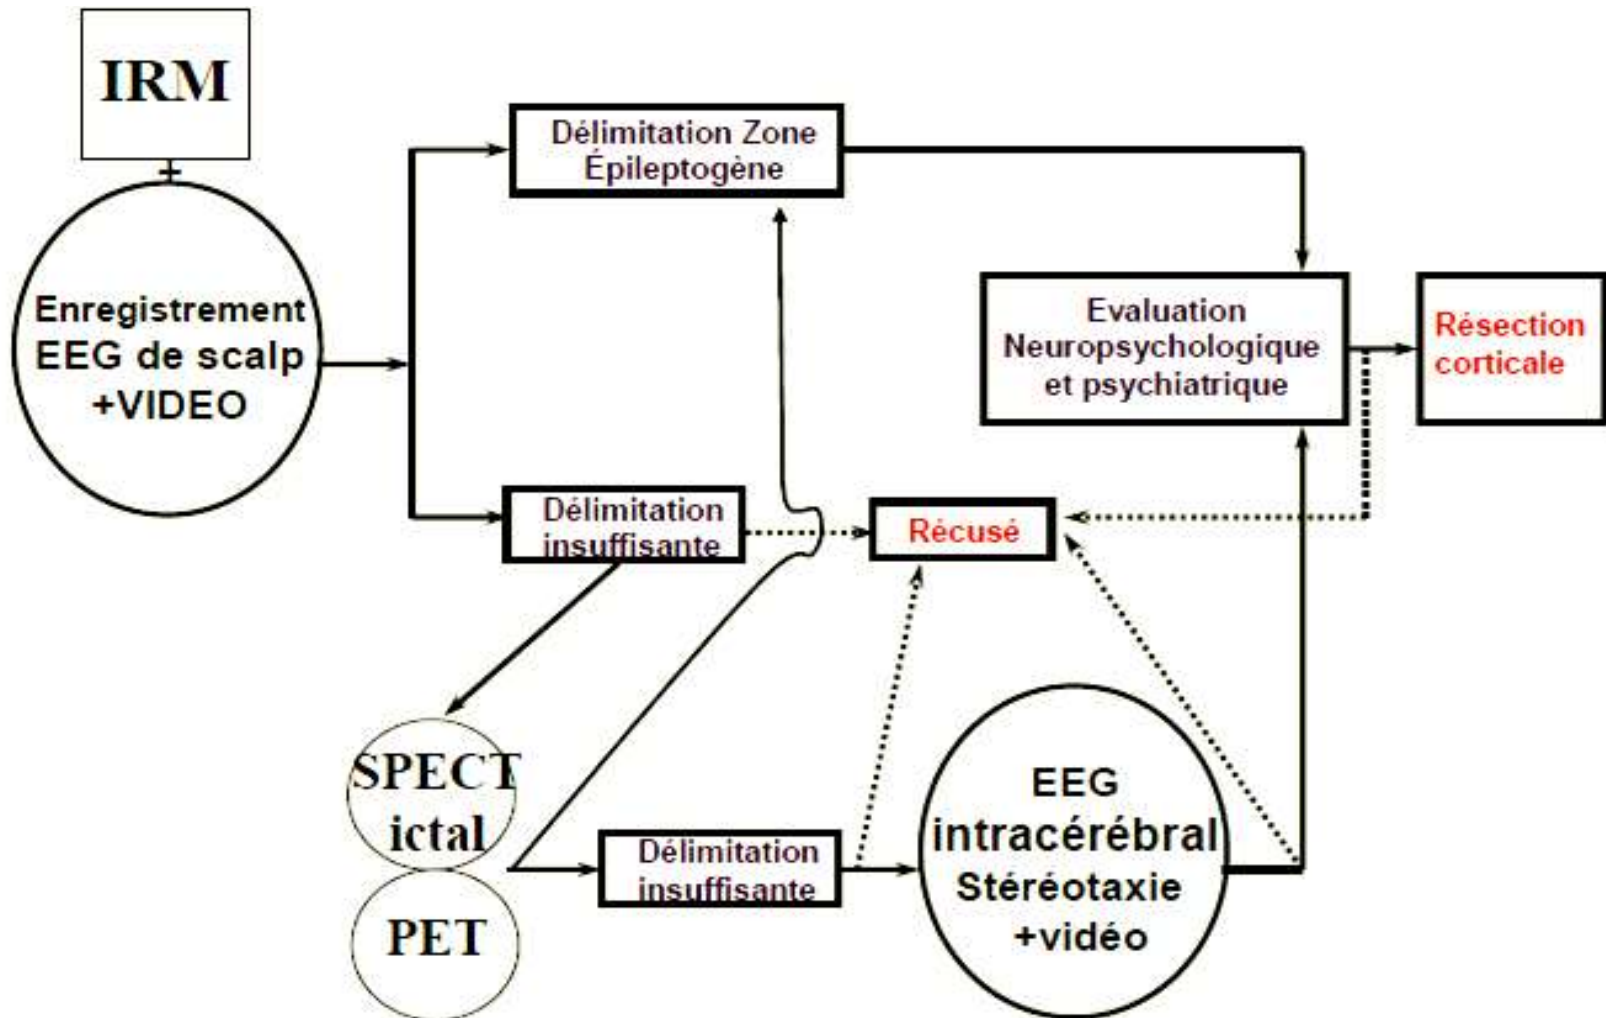 IRM
+
Enregistrement
EEG de scalp
+VIDEO
Délimitation Zone
Épileptogène
Evaluation
Neuropsychologique
et psychiatrique
Résection
corticale
Délimitation
insuffisante
Récusé
SPECT
ictal
PET
Délimitation
insuffisante
EEG
intracérébral
Stéréotaxie
+vidéo